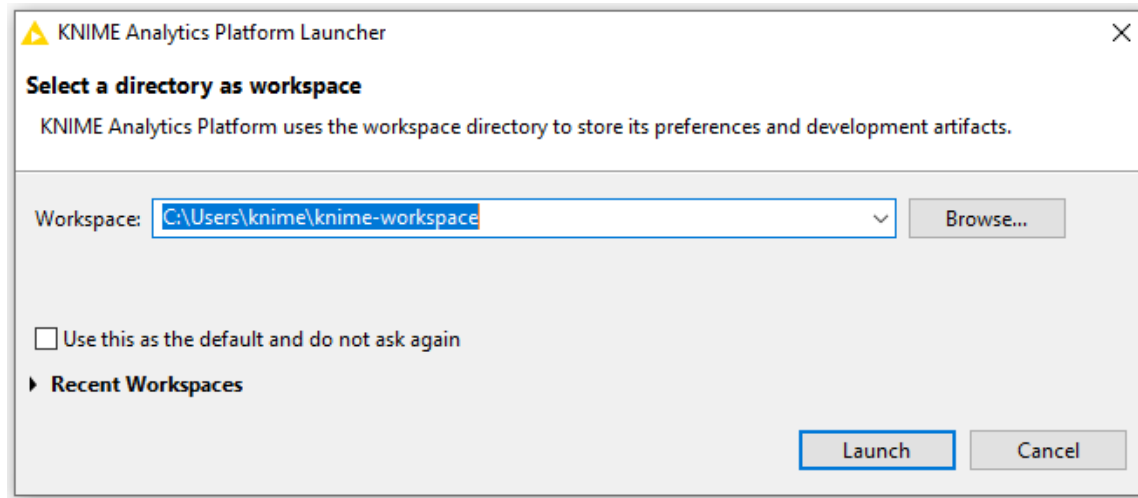 KNIME Analytics Platform Launcher
Select a directory as workspace
KNIME Analytics Platform uses the workspace directory to store its preferences and development artifacts.
Workspace: C:\Users\knime\knime-workspace Browse...
Use this as the default and do not ask again
Recent Workspaces
Launch Cancel